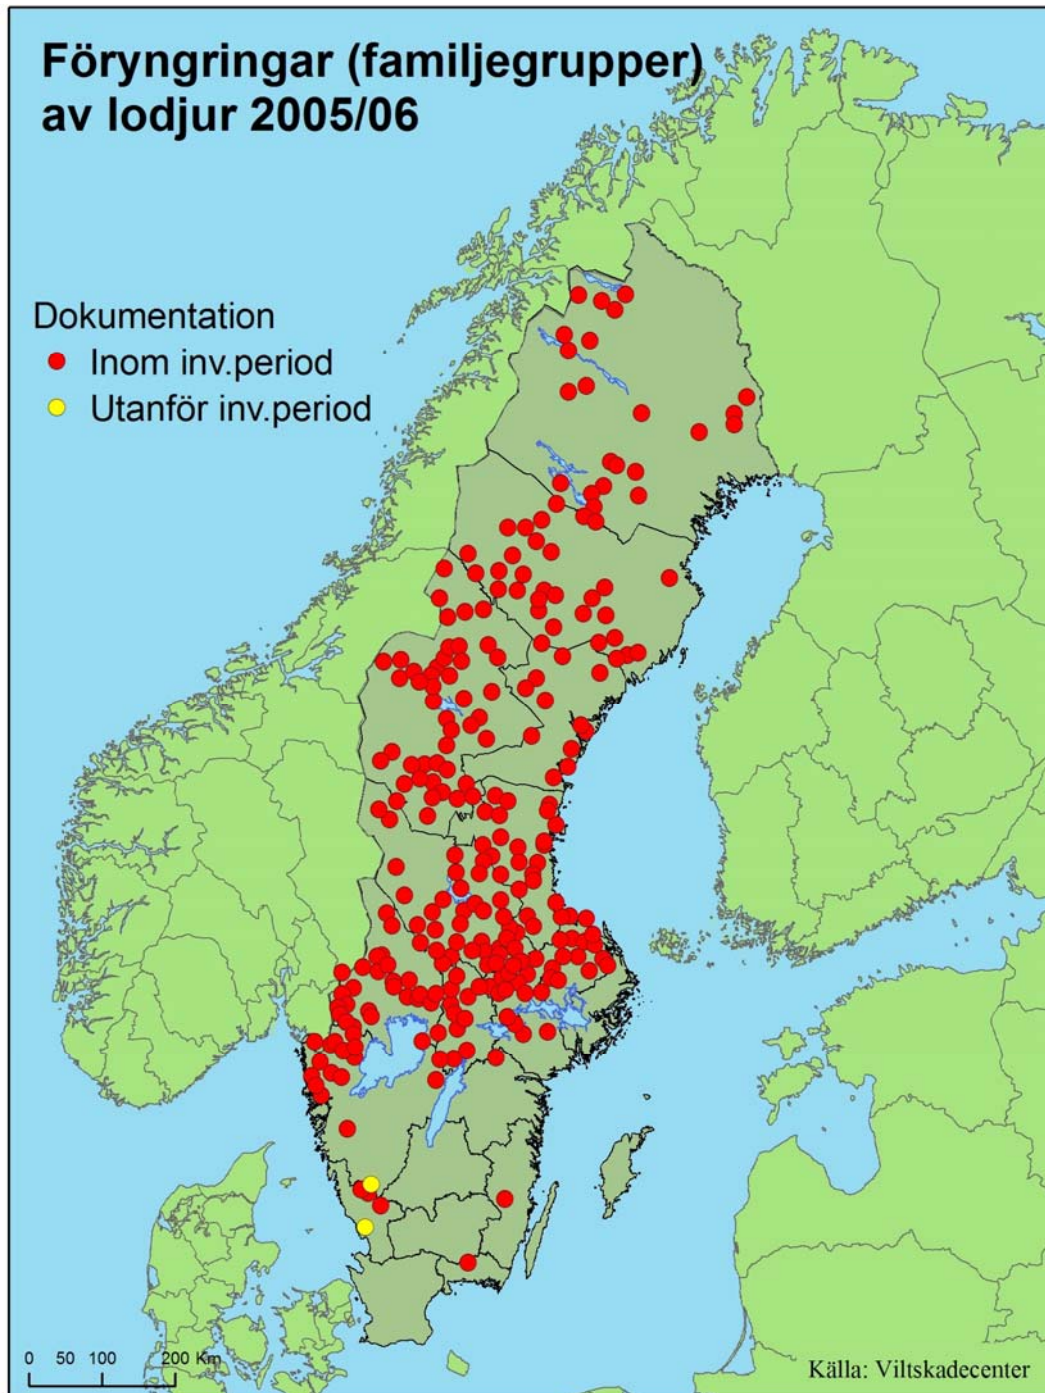 Föryngringar (familjegrupper)
av lodjur 2005/06
Dokumentation
Inom inv.period
Utanför inv.period
0 50 100 200 Km
Källa: Viltskadecenter